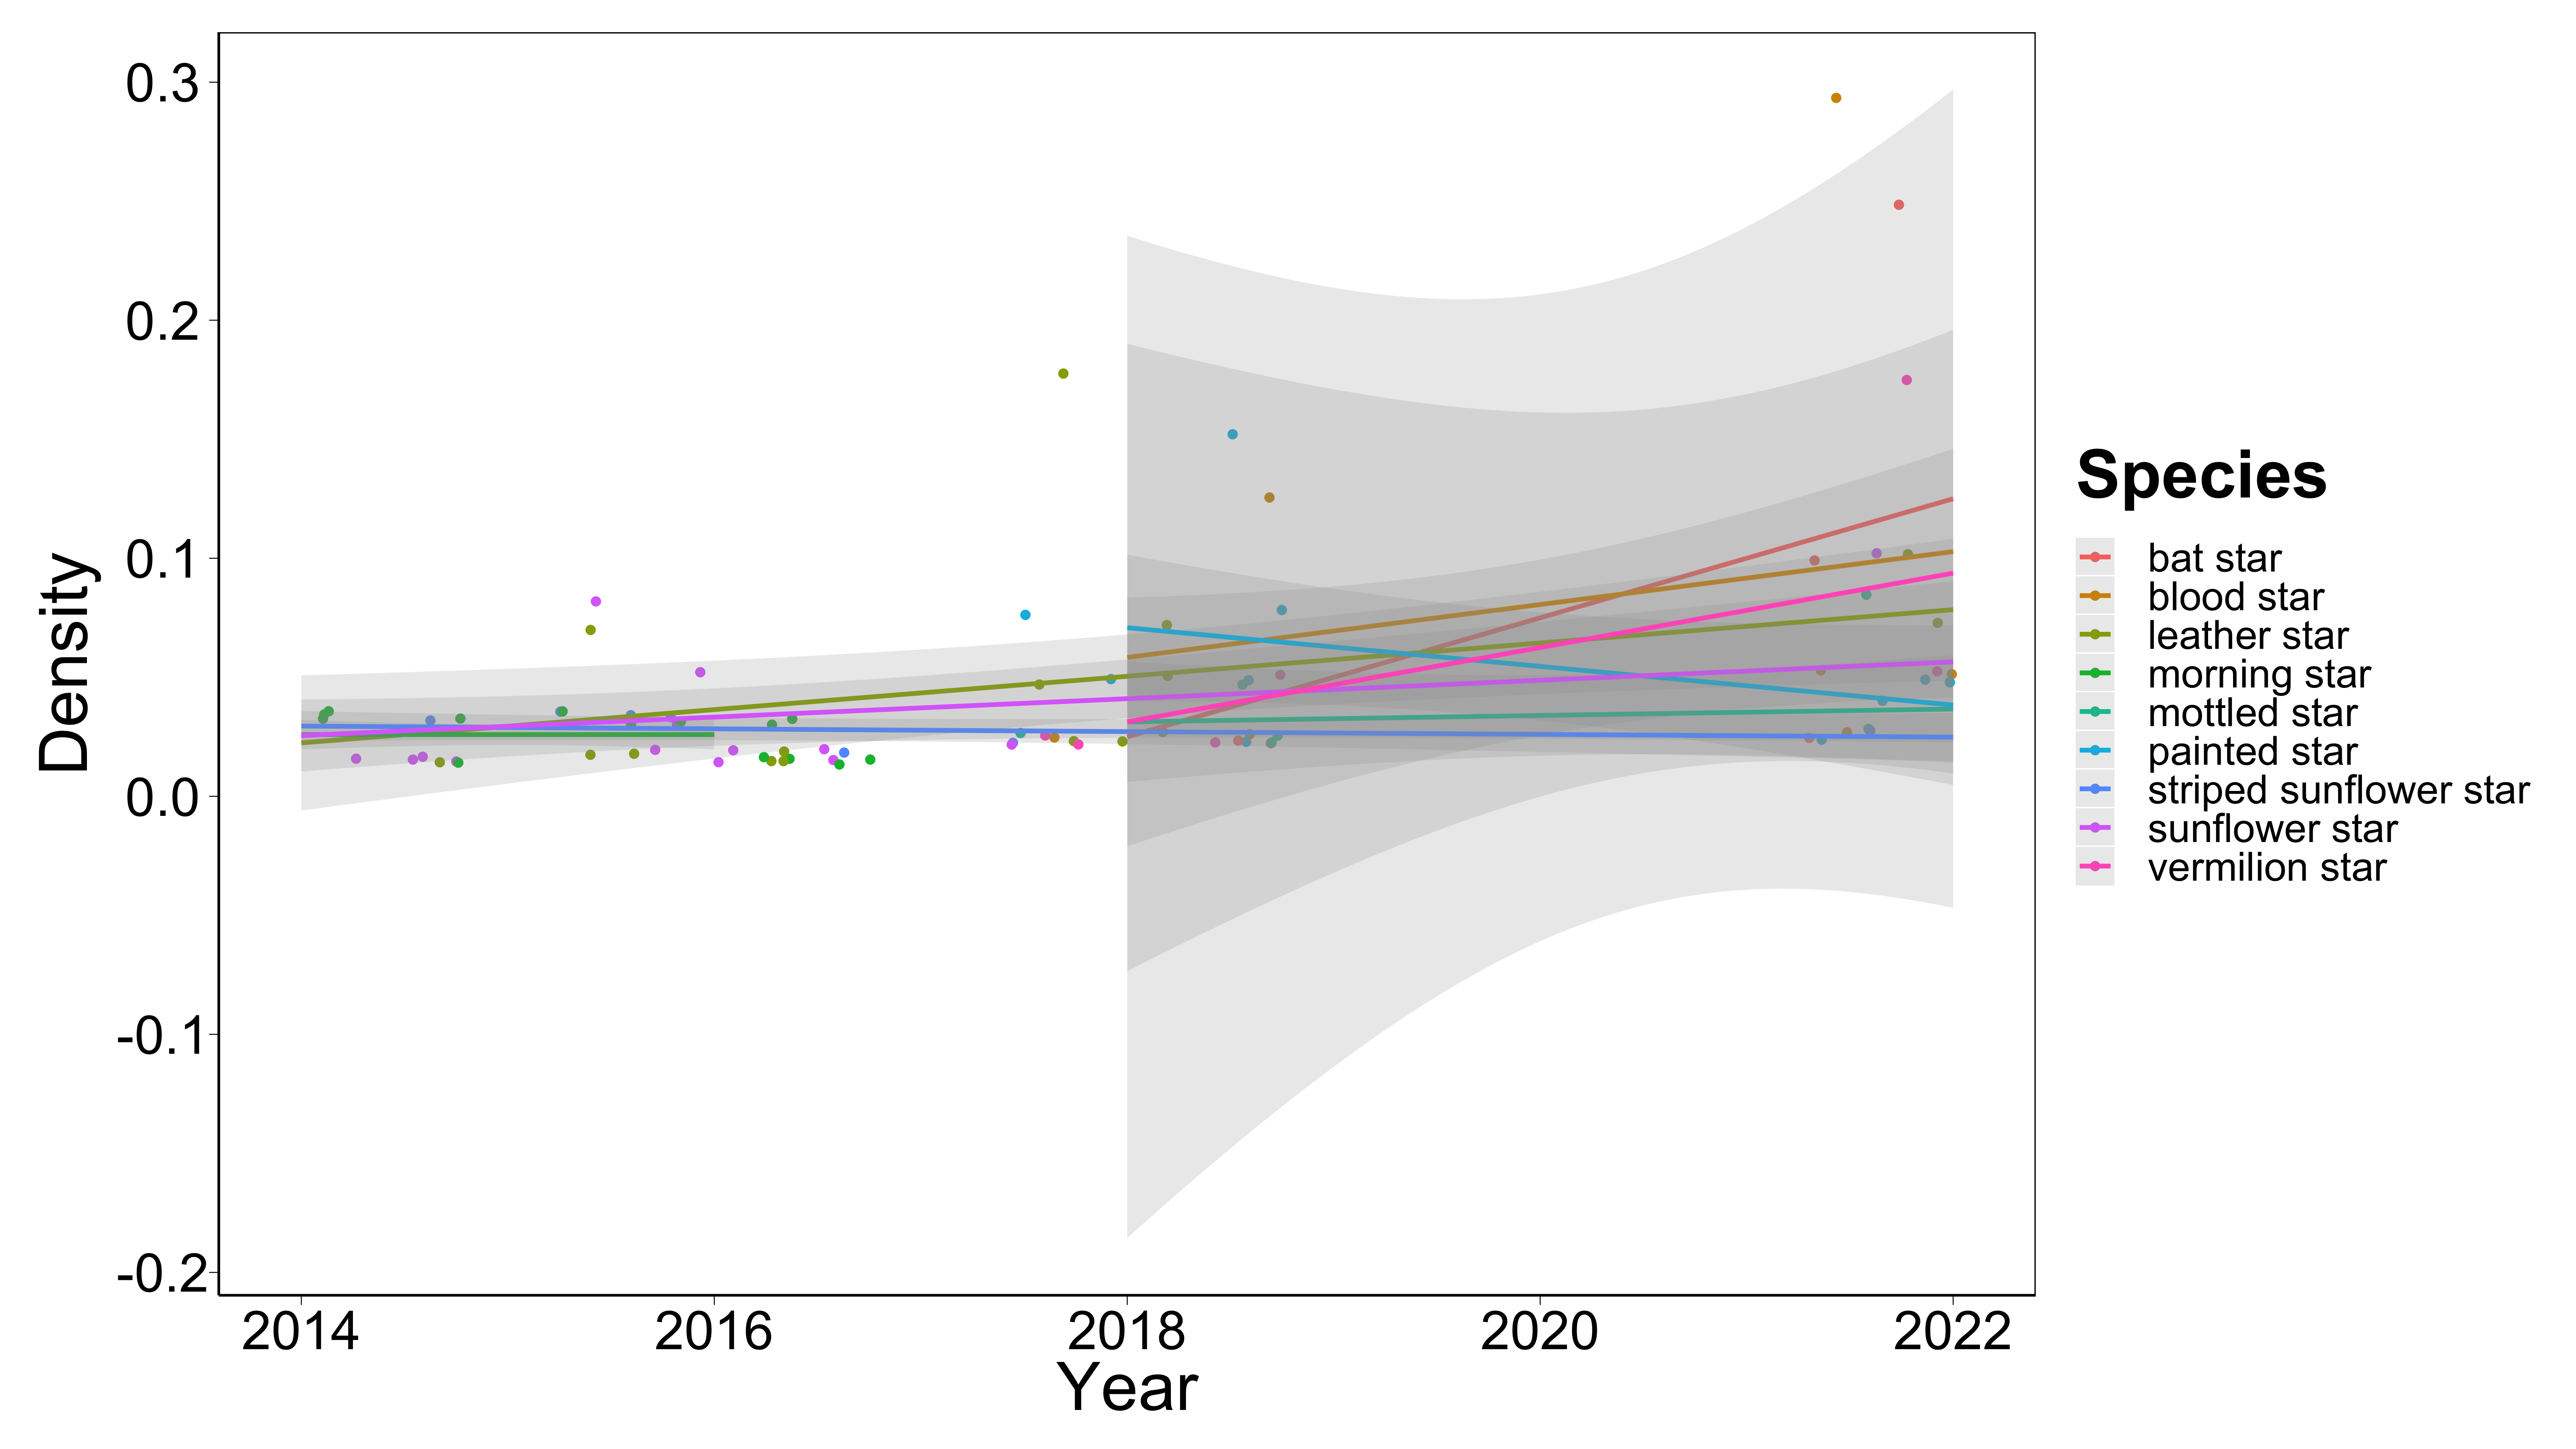 0.3
0.2
0.1
0.0
-0.1
-0.2
Density
2014 2016 2018 2020 2022
Year
Species
bat star
blood star
leather star
morning star
mottled star
painted star
striped sunflower star
sunflower star
vermilion star